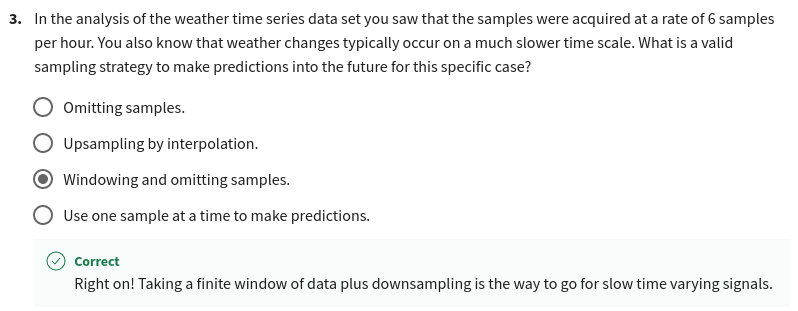 3. In the analysis of the weather time series data set you saw that the samples were acquired at a rate of 6 samples
per hour. You also know that weather changes typically occur on a much slower time scale. What is a valid
sampling strategy to make predictions into the future for this specific case?
Omitting samples.
Upsampling by interpolation.
Windowing and omitting samples.
Use one sample at a time to make predictions.
Correct
Right on! Taking a finite window of data plus downsampling is the way to go for slow time varying signals.